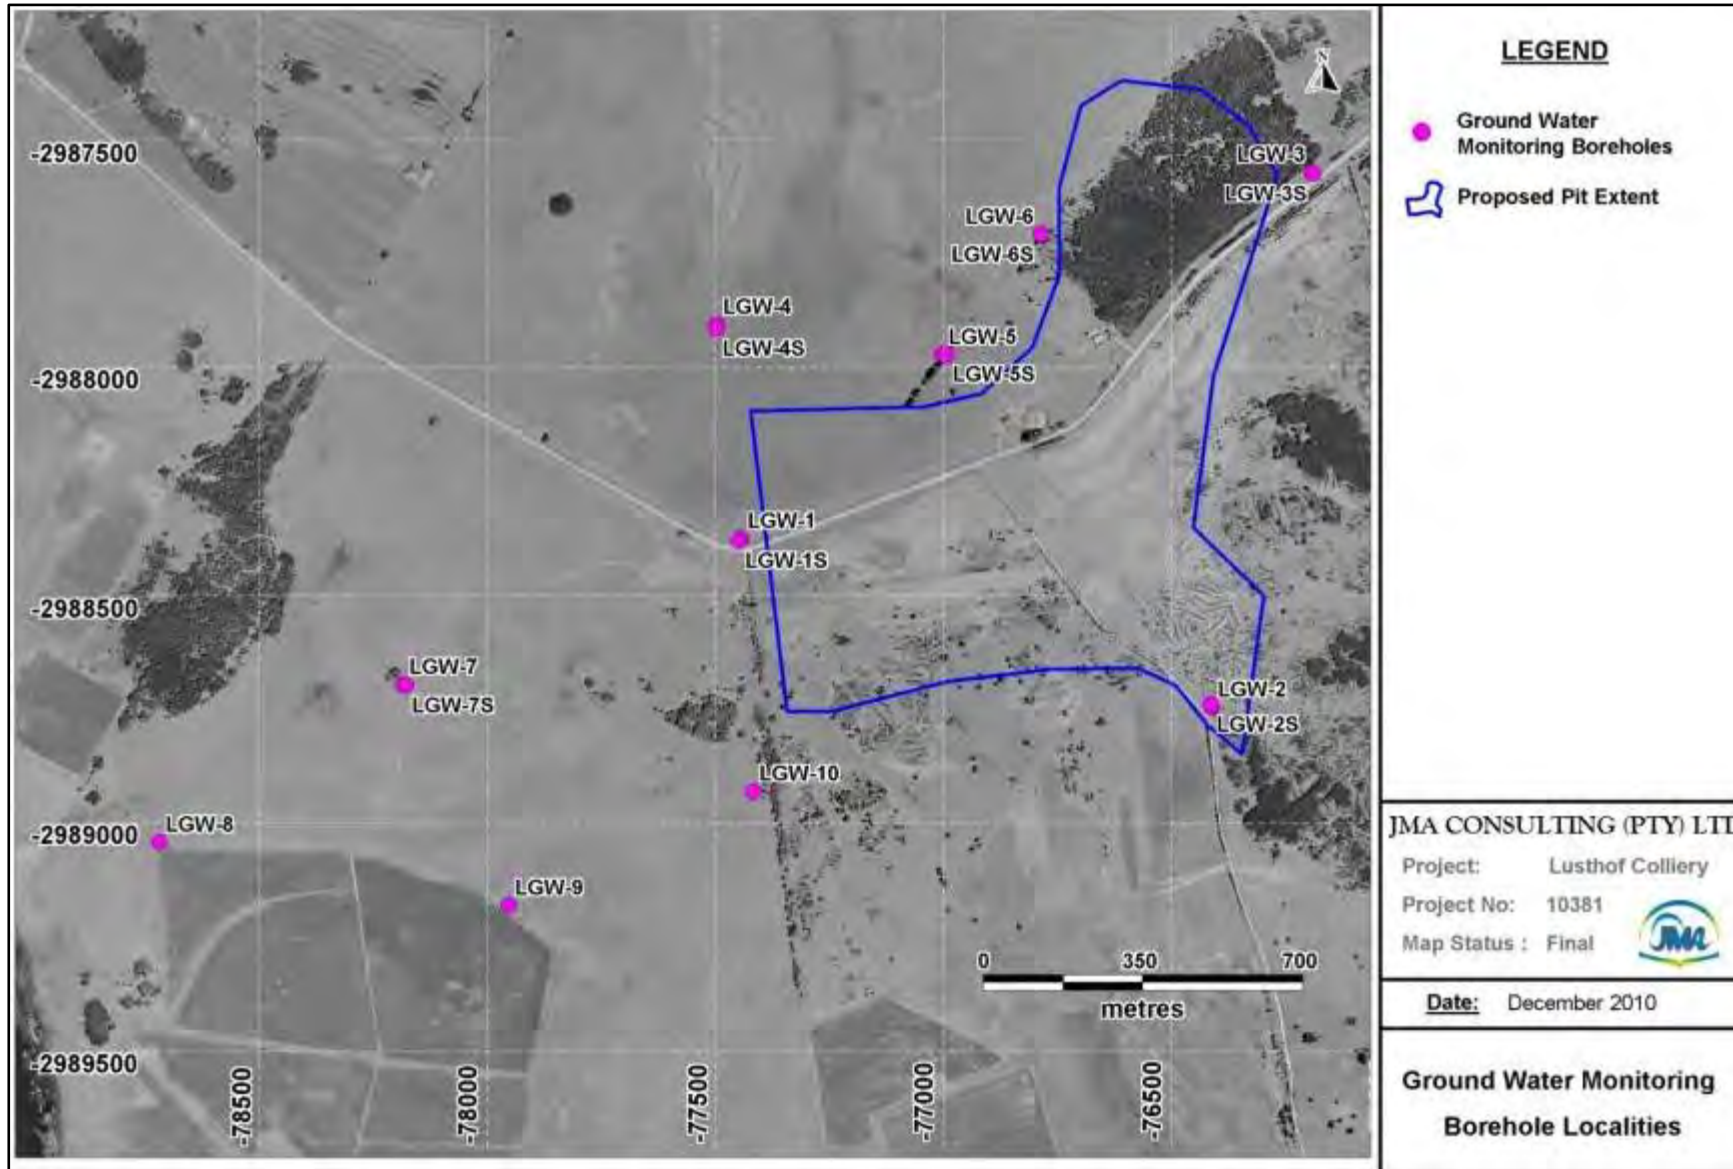 LEGEND
Ground Water
Monitoring Boreholes
Proposed Pit Extent
N
-2987500
-2988000
-2988500
-2989000
-2989500
-78500
-78000
-77500
-77000
-76500
LGW-3
LGW-3S
LGW-6
LGW-6S
LGW-4
LGW-4S
LGW-5
LGW-5S
LGW-1
LGW-1S
LGW-7
LGW-7S
LGW-2
LGW-2S
LGW-10
LGW-8
LGW-9
0 350 700
metres
JMA CONSULTING (PTY) LTD
Project: Lusthof Colliery
Project No: 10381
Map Status : Final
JMA
Date: December 2010
Ground Water Monitoring
Borehole Localities